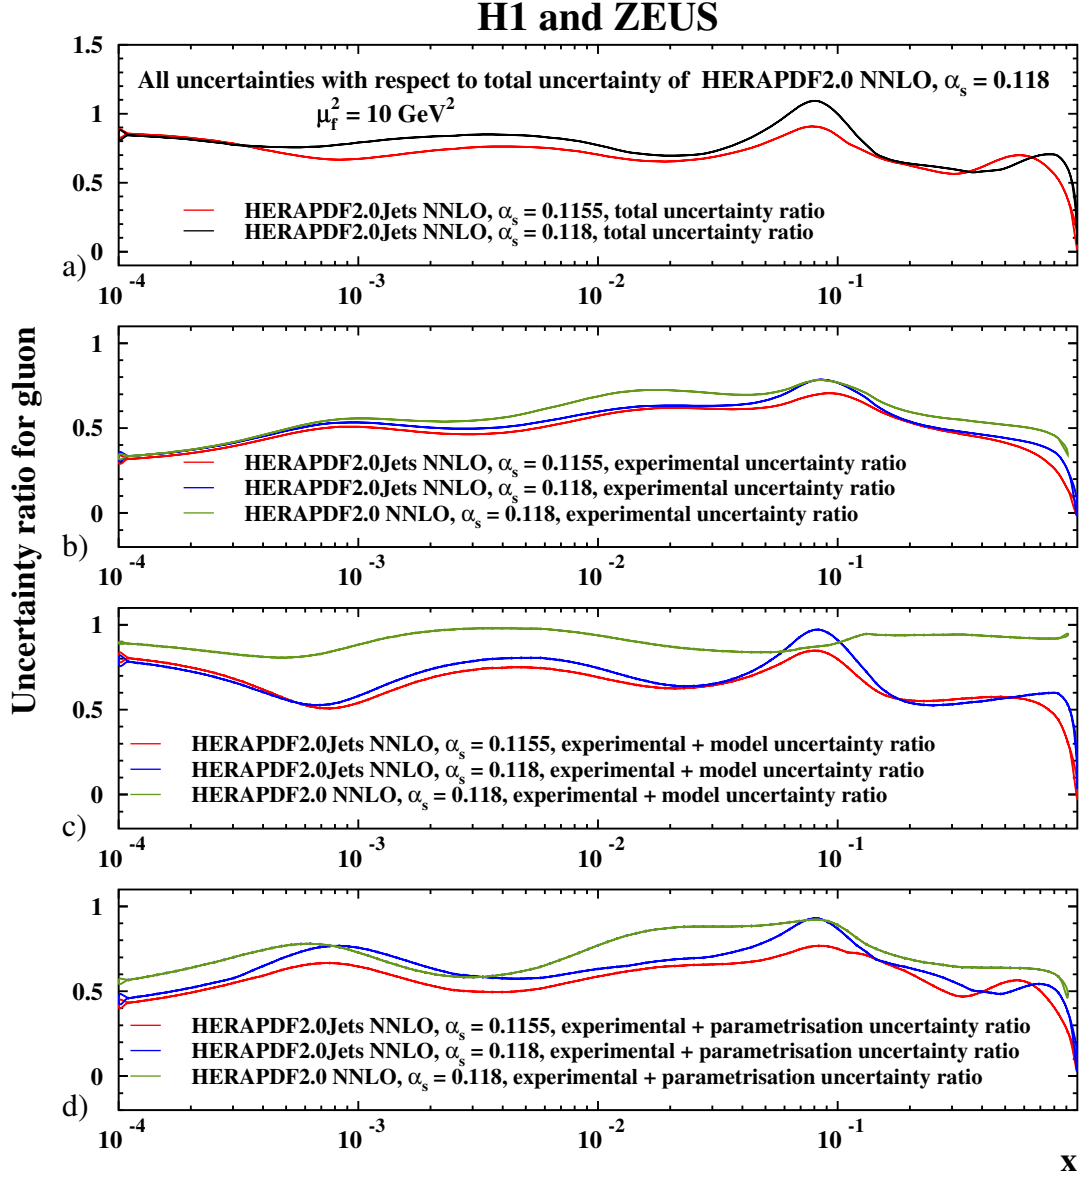 H1 and ZEUS
Uncertainty ratio for gluon
1.5
All uncertainties with respect to total uncertainty of HERAPDF2.0 NNLO, αs = 0.118
μf² = 10 GeV²
1
0.5
HERAPDF2.0Jets NNLO, αs = 0.1155, total uncertainty ratio
HERAPDF2.0Jets NNLO, αs = 0.118, total uncertainty ratio
0
a)
10⁻⁴ 10⁻³ 10⁻² 10⁻¹
1
0.5
HERAPDF2.0Jets NNLO, αs = 0.1155, experimental uncertainty ratio
HERAPDF2.0Jets NNLO, αs = 0.118, experimental uncertainty ratio
0 HERAPDF2.0 NNLO, αs = 0.118, experimental uncertainty ratio
b)
10⁻⁴ 10⁻³ 10⁻² 10⁻¹
1
0.5
HERAPDF2.0Jets NNLO, αs = 0.1155, experimental + model uncertainty ratio
HERAPDF2.0Jets NNLO, αs = 0.118, experimental + model uncertainty ratio
0 HERAPDF2.0 NNLO, αs = 0.118, experimental + model uncertainty ratio
c)
10⁻⁴ 10⁻³ 10⁻² 10⁻¹
1
0.5
HERAPDF2.0Jets NNLO, αs = 0.1155, experimental + parametrisation uncertainty ratio
HERAPDF2.0Jets NNLO, αs = 0.118, experimental + parametrisation uncertainty ratio
0 HERAPDF2.0 NNLO, αs = 0.118, experimental + parametrisation uncertainty ratio
d)
10⁻⁴ 10⁻³ 10⁻² 10⁻¹
x